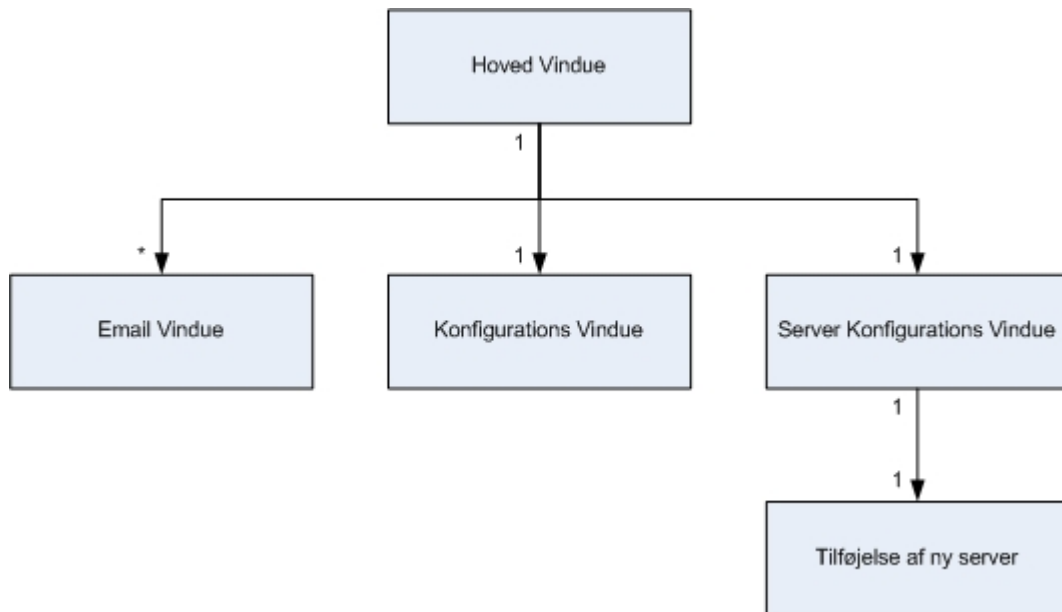 Hoved Vindue
1
*
1
1
Email Vindue
Konfigurations Vindue
Server Konfigurations Vindue
1
1
Tilføjelse af ny server